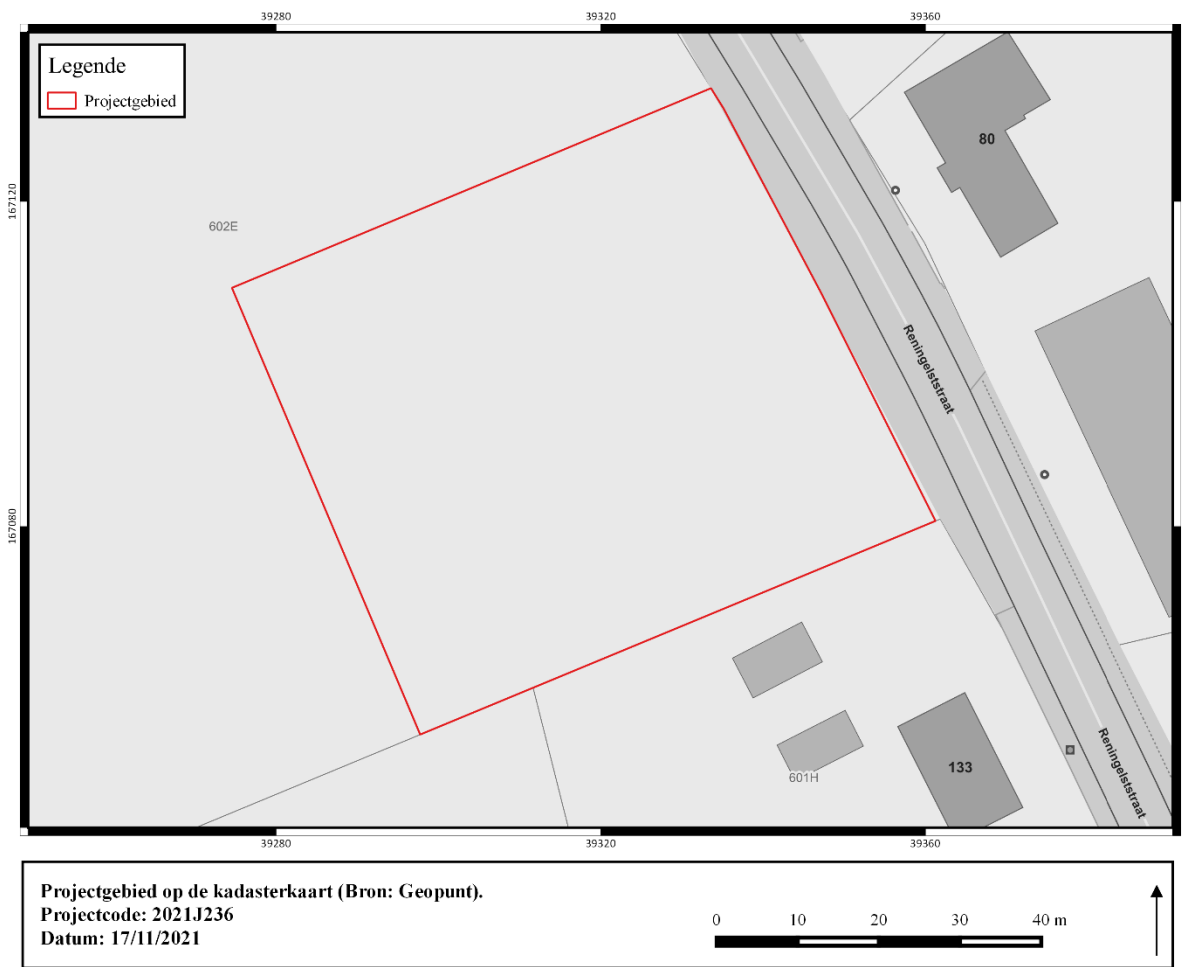 39280 39320 39360
Legende
Projectgebied
80
167120
602E
Reningelststraat
167080
Reningelststraat
133
601H
39280 39320 39360
Projectgebied op de kadasterkaart (Bron: Geopunt).
Projectcode: 2021J236
Datum: 17/11/2021
0 10 20 30 40 m